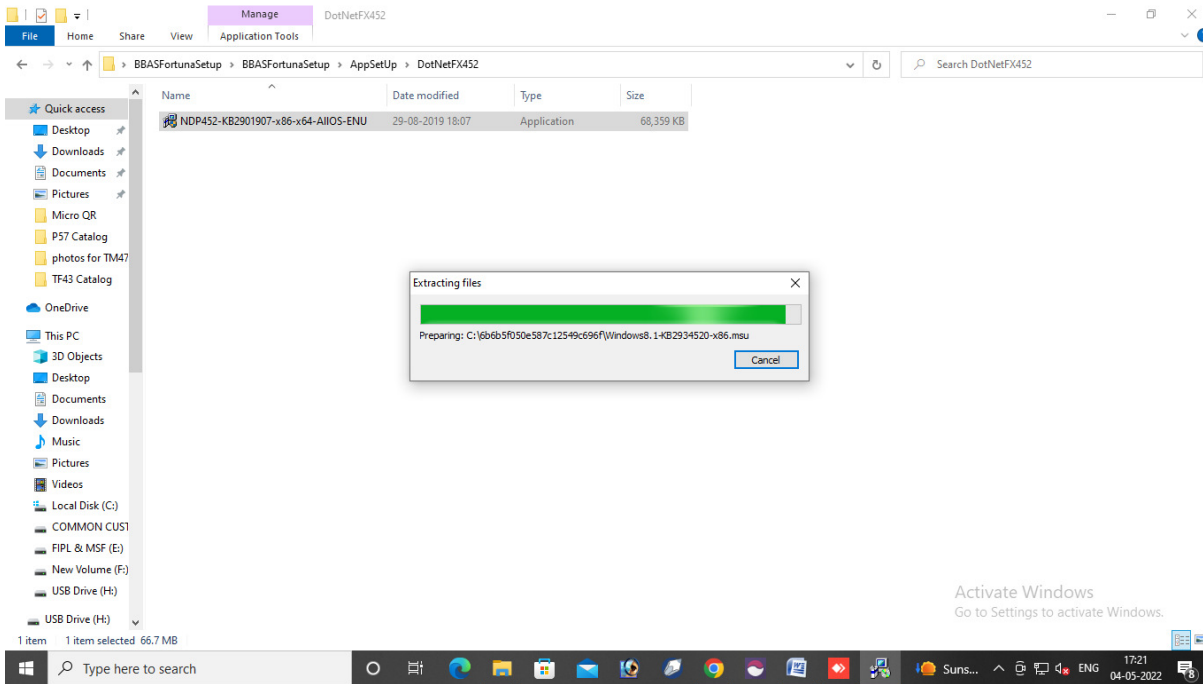 Manage
DotNetFX452
File
Home
Share
View
Application Tools
BBASFortunaSetup
BBASFortunaSetup
AppSetUp
DotNetFX452
Search DotNetFX452
Name
Date modified
Type
Size
NDP452-KB2901907-x86-x64-AllOS-ENU
29-08-2019 18:07
Application
68,359 KB
Quick access
Desktop
Downloads
Documents
Pictures
Micro QR
P57 Catalog
photos for TM47
TF43 Catalog
OneDrive
This PC
3D Objects
Desktop
Documents
Downloads
Music
Pictures
Videos
Local Disk (C:)
COMMON CUST
FIPL & MSF (E:)
New Volume (F:)
USB Drive (H:)
USB Drive (H:)
Extracting files
Preparing: C:\6b6b5f050e587c12549c696f\Windows8.1-KB2934520-x86.msu
Cancel
Activate Windows
Go to Settings to activate Windows.
1 item
1 item selected 66.7 MB
Type here to search
Suns...
ENG
17:21
04-05-2022
8